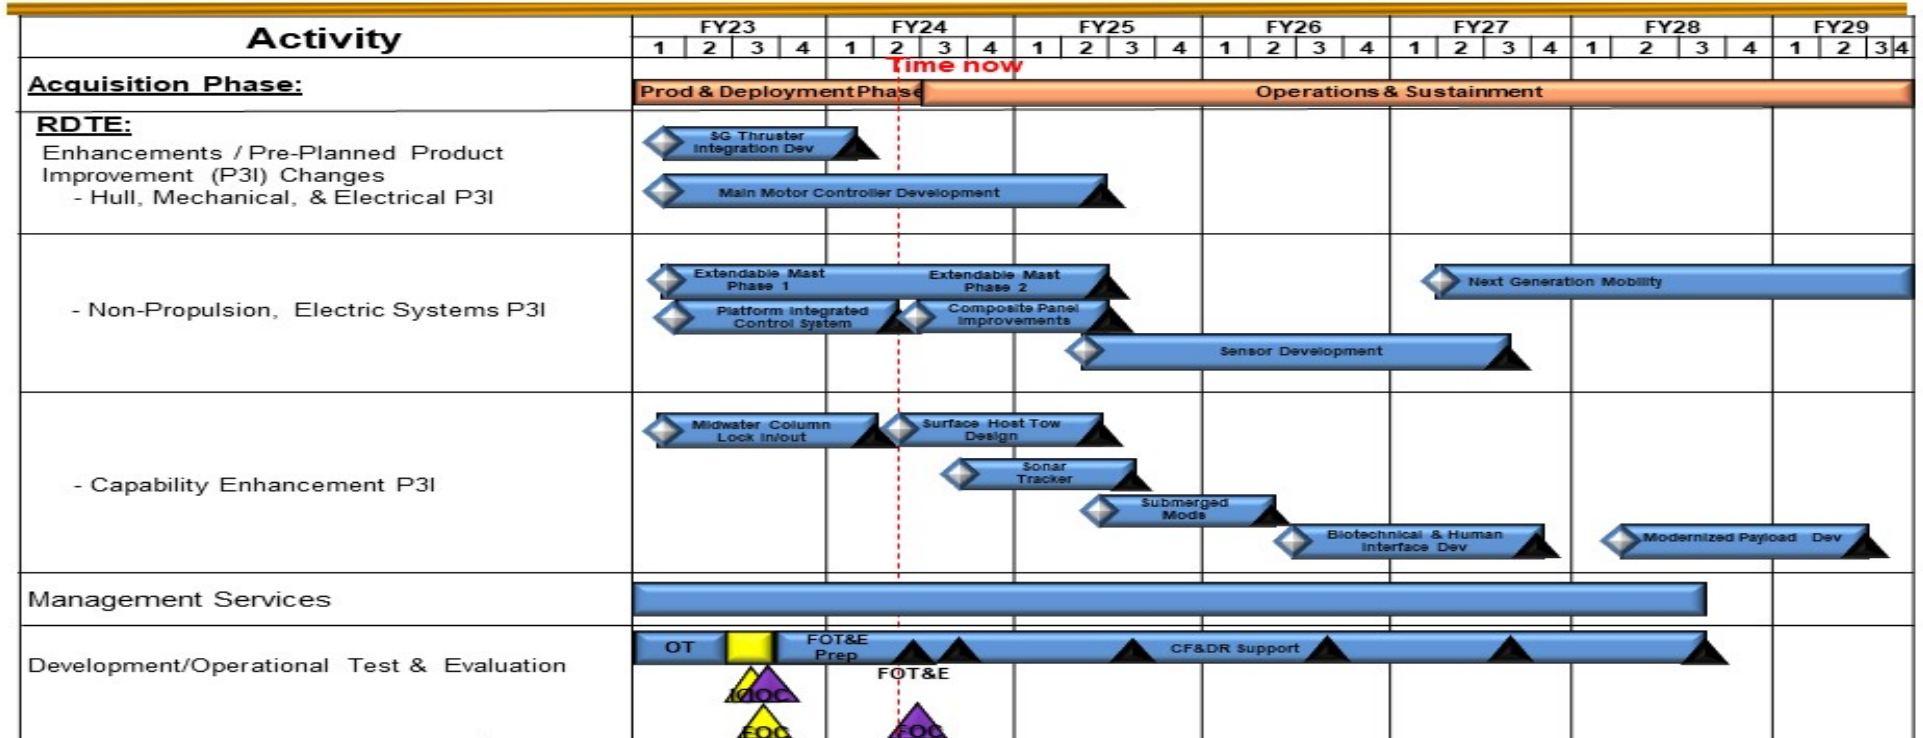 Activity
FY23 FY24 FY25 FY26 FY27 FY28 FY29
1 2 3 4 1 2 3 4 1 2 3 4 1 2 3 4 1 2 3 4 1 2 3 4 1 2 3 4
Time now
Acquisition Phase:
Prod & Deployment Phase
Operations & Sustainment
RDTE:
Enhancements / Pre-Planned Product
Improvement (P3I) Changes
- Hull, Mechanical, & Electrical P3I
SG Thruster
Integration Dev
Main Motor Controller Development
- Non-Propulsion, Electric Systems P3I
Extendable Mast
Phase 1
Extendable Mast
Phase 2
Next Generation Mobility
Platform Integrated
Control System
Composite Panel
Improvements
Sensor Development
- Capability Enhancement P3I
Midwater Column
Lock In/out
Surface Host Tow
Design
Sonar
Tracker
Submerged
Mods
Biotechnical & Human
Interface Dev
Modernized Payload Dev
Management Services
Development/Operational Test & Evaluation
OT
FOT&E
Prep
CF&DR Support
FOT&E
IOC
FOC
FOC